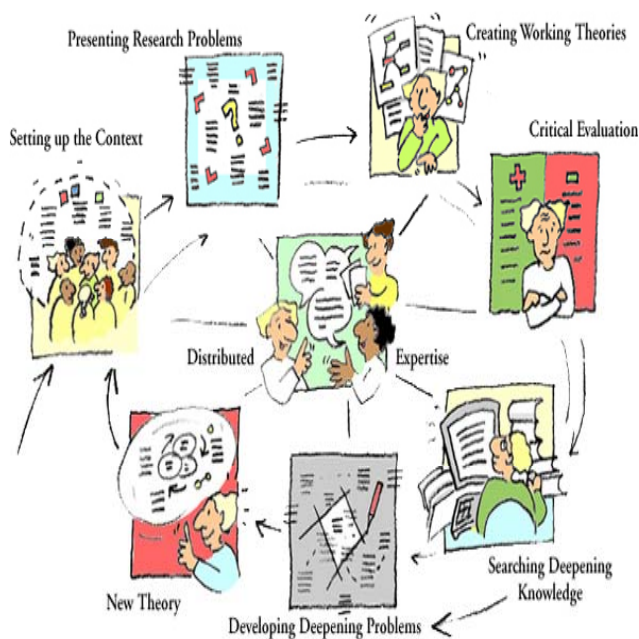 Presenting Research Problems
Creating Working Theories
Setting up the Context
Critical Evaluation
Distributed
Expertise
Searching Deepening
Knowledge
New Theory
Developing Deepening Problems